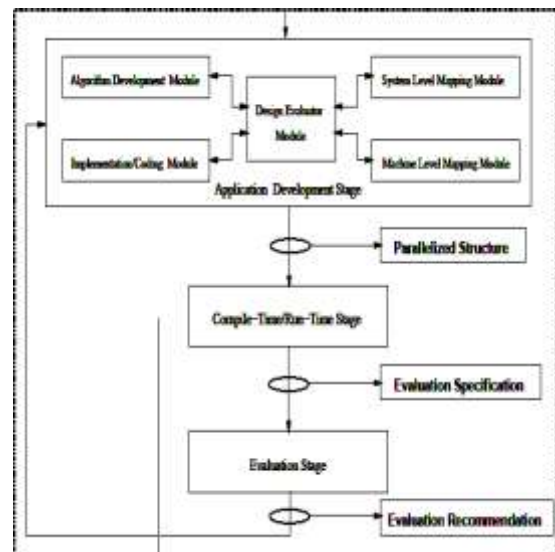 Algorithm Development Module
System Level Mapping Module
Design Evaluator
Module
Implementation/Coding Module
Machine Level Mapping Module
Application Development Stage
Parallelized Structure
Compile-Time/Run-Time Stage
Evaluation Specification
Evaluation Stage
Evaluation Recommendation